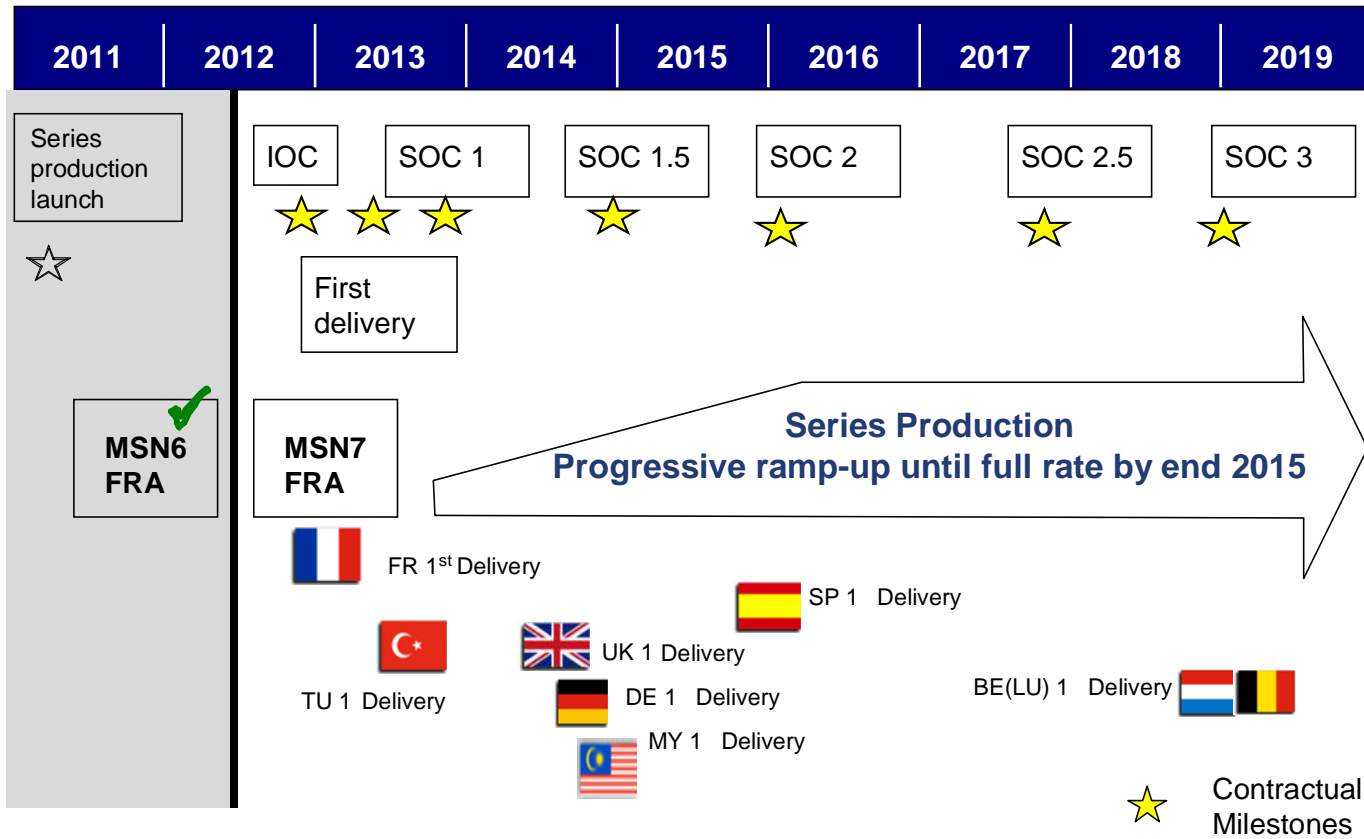 2011 2012 2013 2014 2015 2016 2017 2018 2019
Series
production
launch
IOC
SOC 1
SOC 1.5
SOC 2
SOC 2.5
SOC 3
First
delivery
MSN6
FRA
MSN7
FRA
Series Production
Progressive ramp-up until full rate by end 2015
FR 1st Delivery
SP 1 Delivery
TU 1 Delivery
UK 1 Delivery
DE 1 Delivery
BE(LU) 1 Delivery
MY 1 Delivery
Contractual
Milestones